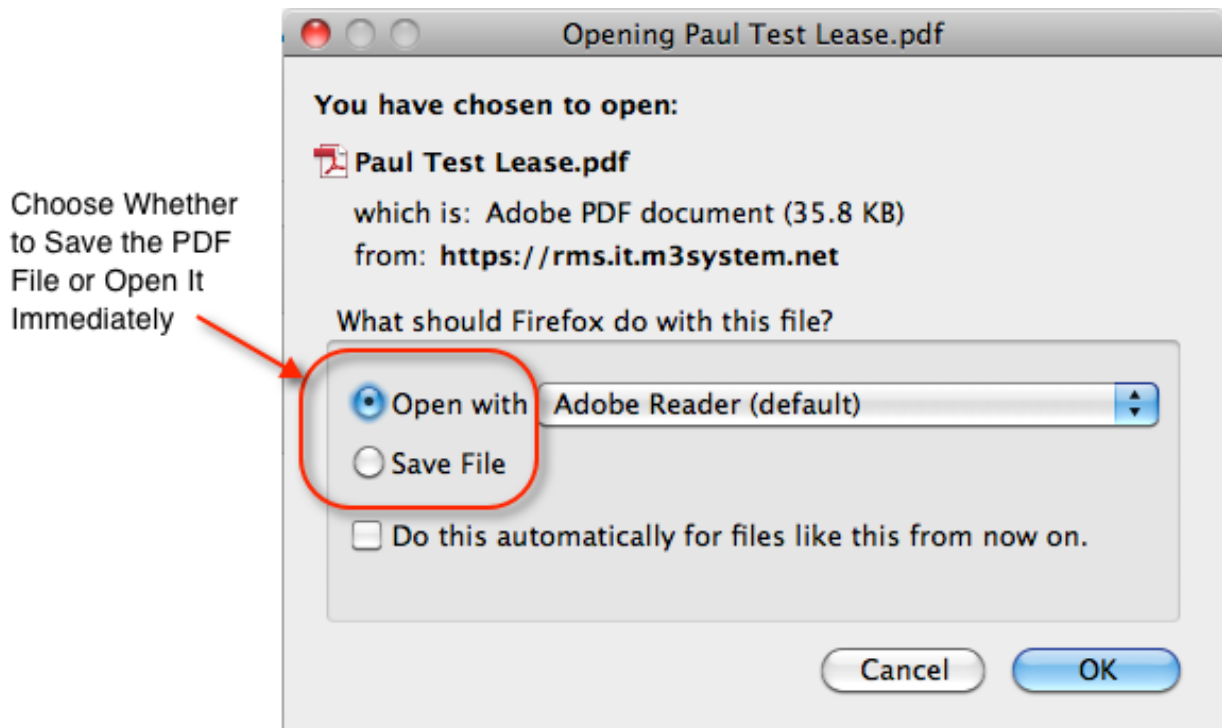 Opening Paul Test Lease.pdf
You have chosen to open:
Paul Test Lease.pdf
which is: Adobe PDF document (35.8 KB)
from: https://rms.it.m3system.net
Choose Whether
to Save the PDF
File or Open It
Immediately
What should Firefox do with this file?
Open with Adobe Reader (default)
Save File
Do this automatically for files like this from now on.
Cancel OK